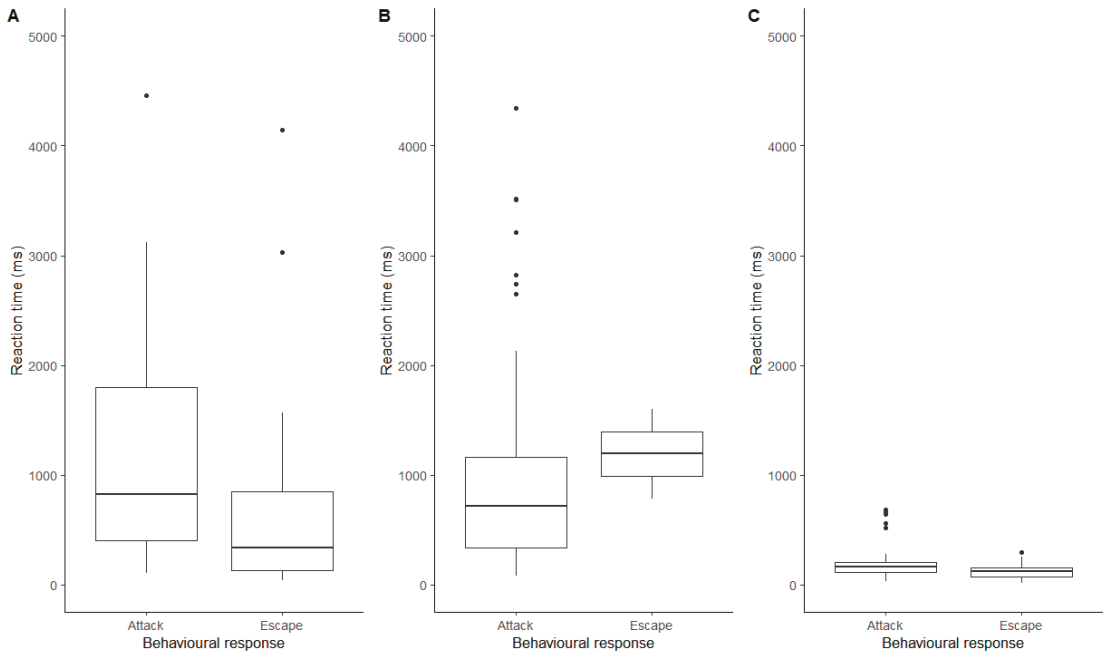 A
B
C
5000
4000
3000
2000
1000
0
Reaction time (ms)
Attack
Escape
Behavioural response
5000
4000
3000
2000
1000
0
Reaction time (ms)
Attack
Escape
Behavioural response
5000
4000
3000
2000
1000
0
Reaction time (ms)
Attack
Escape
Behavioural response